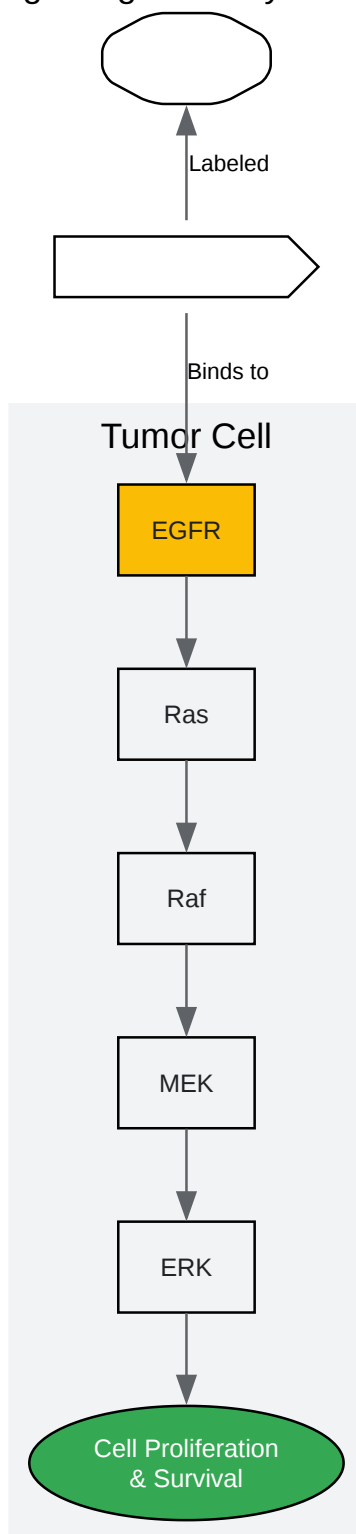 Labeled
Binds to
Tumor Cell
EGFR
Ras
Raf
MEK
ERK
Cell Proliferation
& Survival